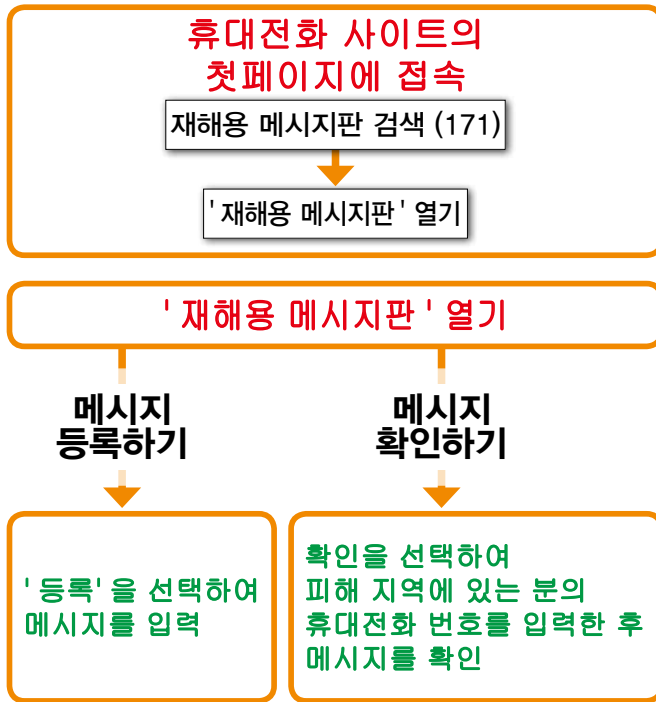 휴대전화 사이트의
첫페이지에 접속
재해용 메시지판 검색 (171)
' 재해용 메시지판 ' 열기
' 재해용 메시지판 ' 열기
메시지
등록하기
메시지
확인하기
' 등록' 을 선택하여
메시지를 입력
확인을 선택하여
피해 지역에 있는 분의
휴대전화 번호를 입력한 후
메시지를 확인